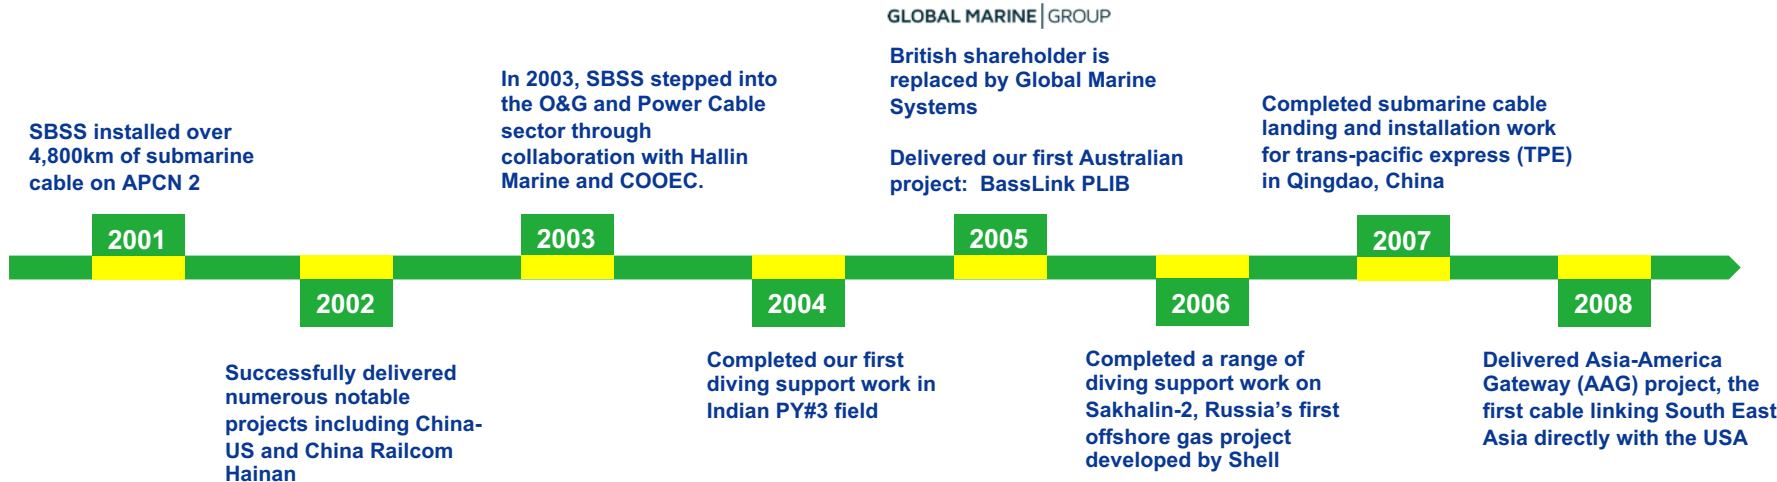 GLOBAL MARINE GROUP
SBSS installed over
4,800km of submarine
cable on APCN 2
2001
2002
Successfully delivered
numerous notable
projects including China-
US and China Railcom
Hainan
In 2003, SBSS stepped into
the O&G and Power Cable
sector through
collaboration with Hallin
Marine and COOEC.
2003
2004
Completed our first
diving support work in
Indian PY#3 field
British shareholder is
replaced by Global Marine
Systems
Delivered our first Australian
project:  BassLink PLIB
2005
2006
Completed a range of
diving support work on
Sakhalin-2, Russia's first
offshore gas project
developed by Shell
Completed submarine cable
landing and installation work
for trans-pacific express (TPE)
in Qingdao, China
2007
2008
Delivered Asia-America
Gateway (AAG) project, the
first cable linking South East
Asia directly with the USA